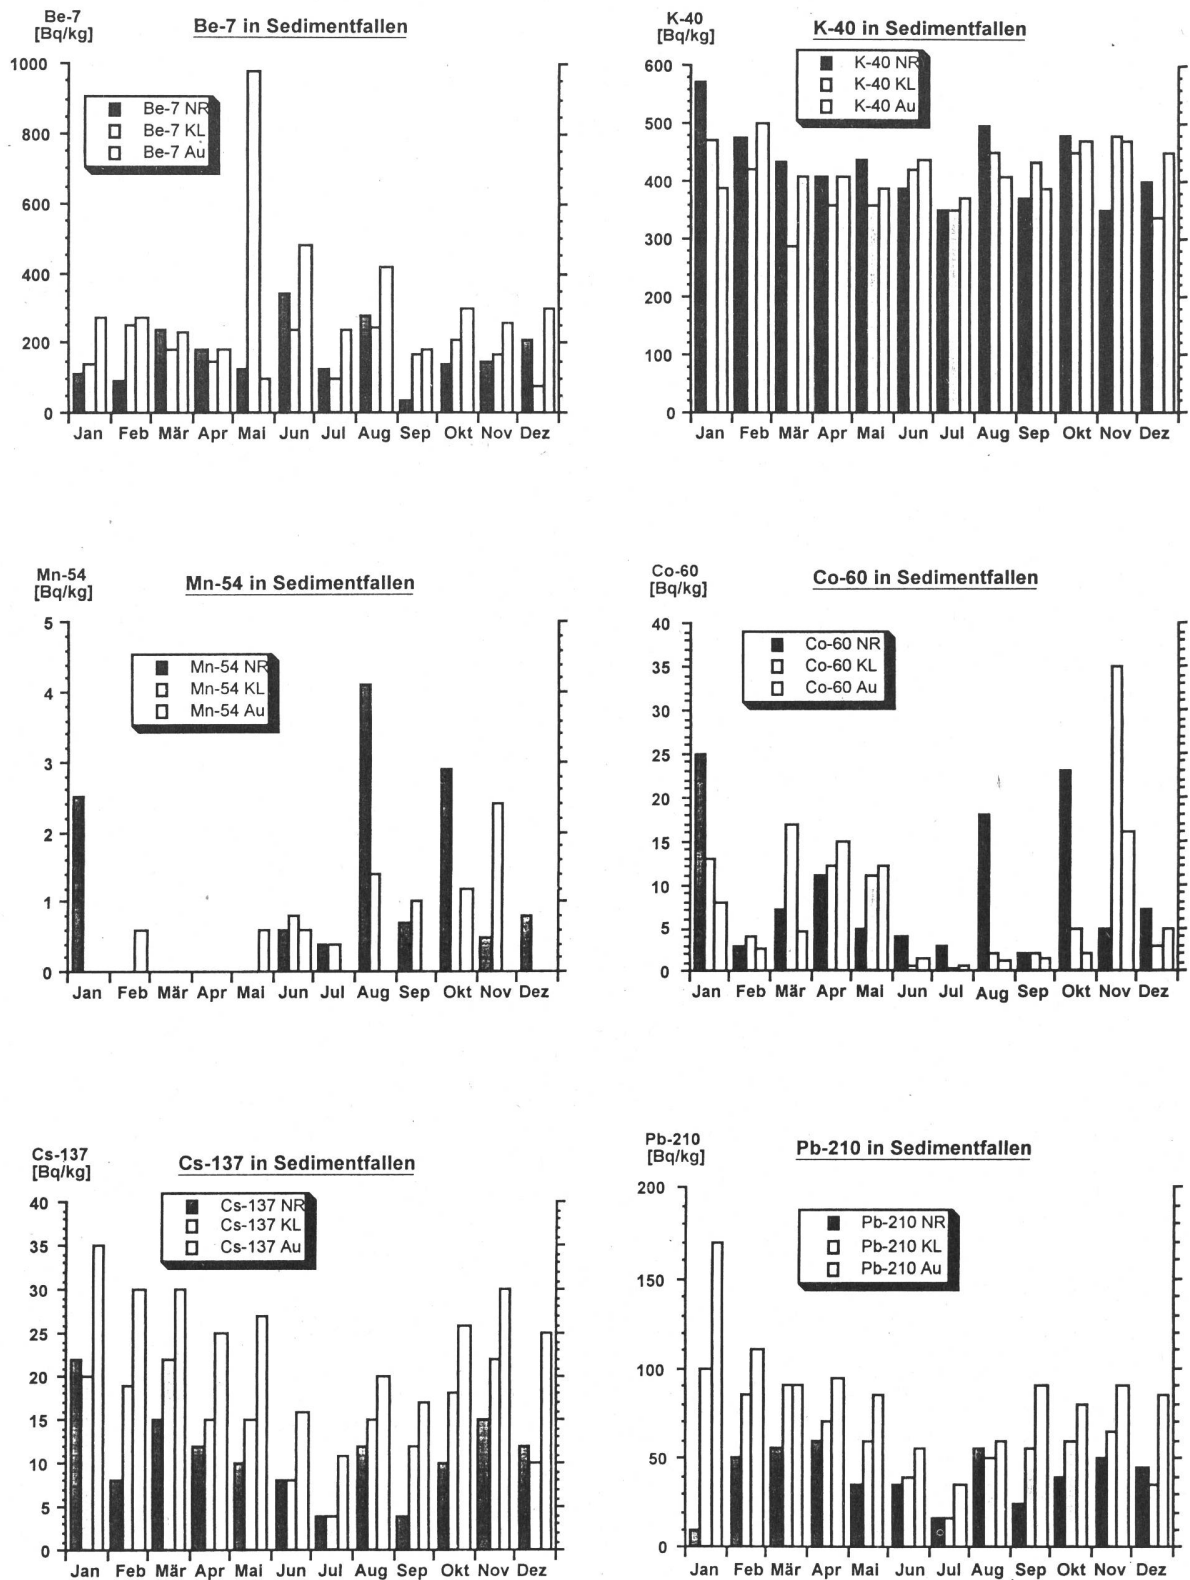 Be-7
[Bq/kg]
Be-7 in Sedimentfallen
1000
800
600
400
200
0
Be-7 NR
Be-7 KL
Be-7 Au
Jan Feb Mär Apr Mai Jun Jul Aug Sep Okt Nov Dez
K-40
[Bq/kg]
K-40 in Sedimentfallen
600
500
400
300
200
100
0
K-40 NR
K-40 KL
K-40 Au
Jan Feb Mär Apr Mai Jun Jul Aug Sep Okt Nov Dez
Mn-54
[Bq/kg]
Mn-54 in Sedimentfallen
5
4
3
2
1
0
Mn-54 NR
Mn-54 KL
Mn-54 Au
Jan Feb Mär Apr Mai Jun Jul Aug Sep Okt Nov Dez
Co-60
[Bq/kg]
Co-60 in Sedimentfallen
40
35
30
25
20
15
10
5
0
Co-60 NR
Co-60 KL
Co-60 Au
Jan Feb Mär Apr Mai Jun Jul Aug Sep Okt Nov Dez
Cs-137
[Bq/kg]
Cs-137 in Sedimentfallen
40
35
30
25
20
15
10
5
0
Cs-137 NR
Cs-137 KL
Cs-137 Au
Jan Feb Mär Apr Mai Jun Jul Aug Sep Okt Nov Dez
Pb-210
[Bq/kg]
Pb-210 in Sedimentfallen
200
150
100
50
0
Pb-210 NR
Pb-210 KL
Pb-210 Au
Jan Feb Mär Apr Mai Jun Jul Aug Sep Okt Nov Dez